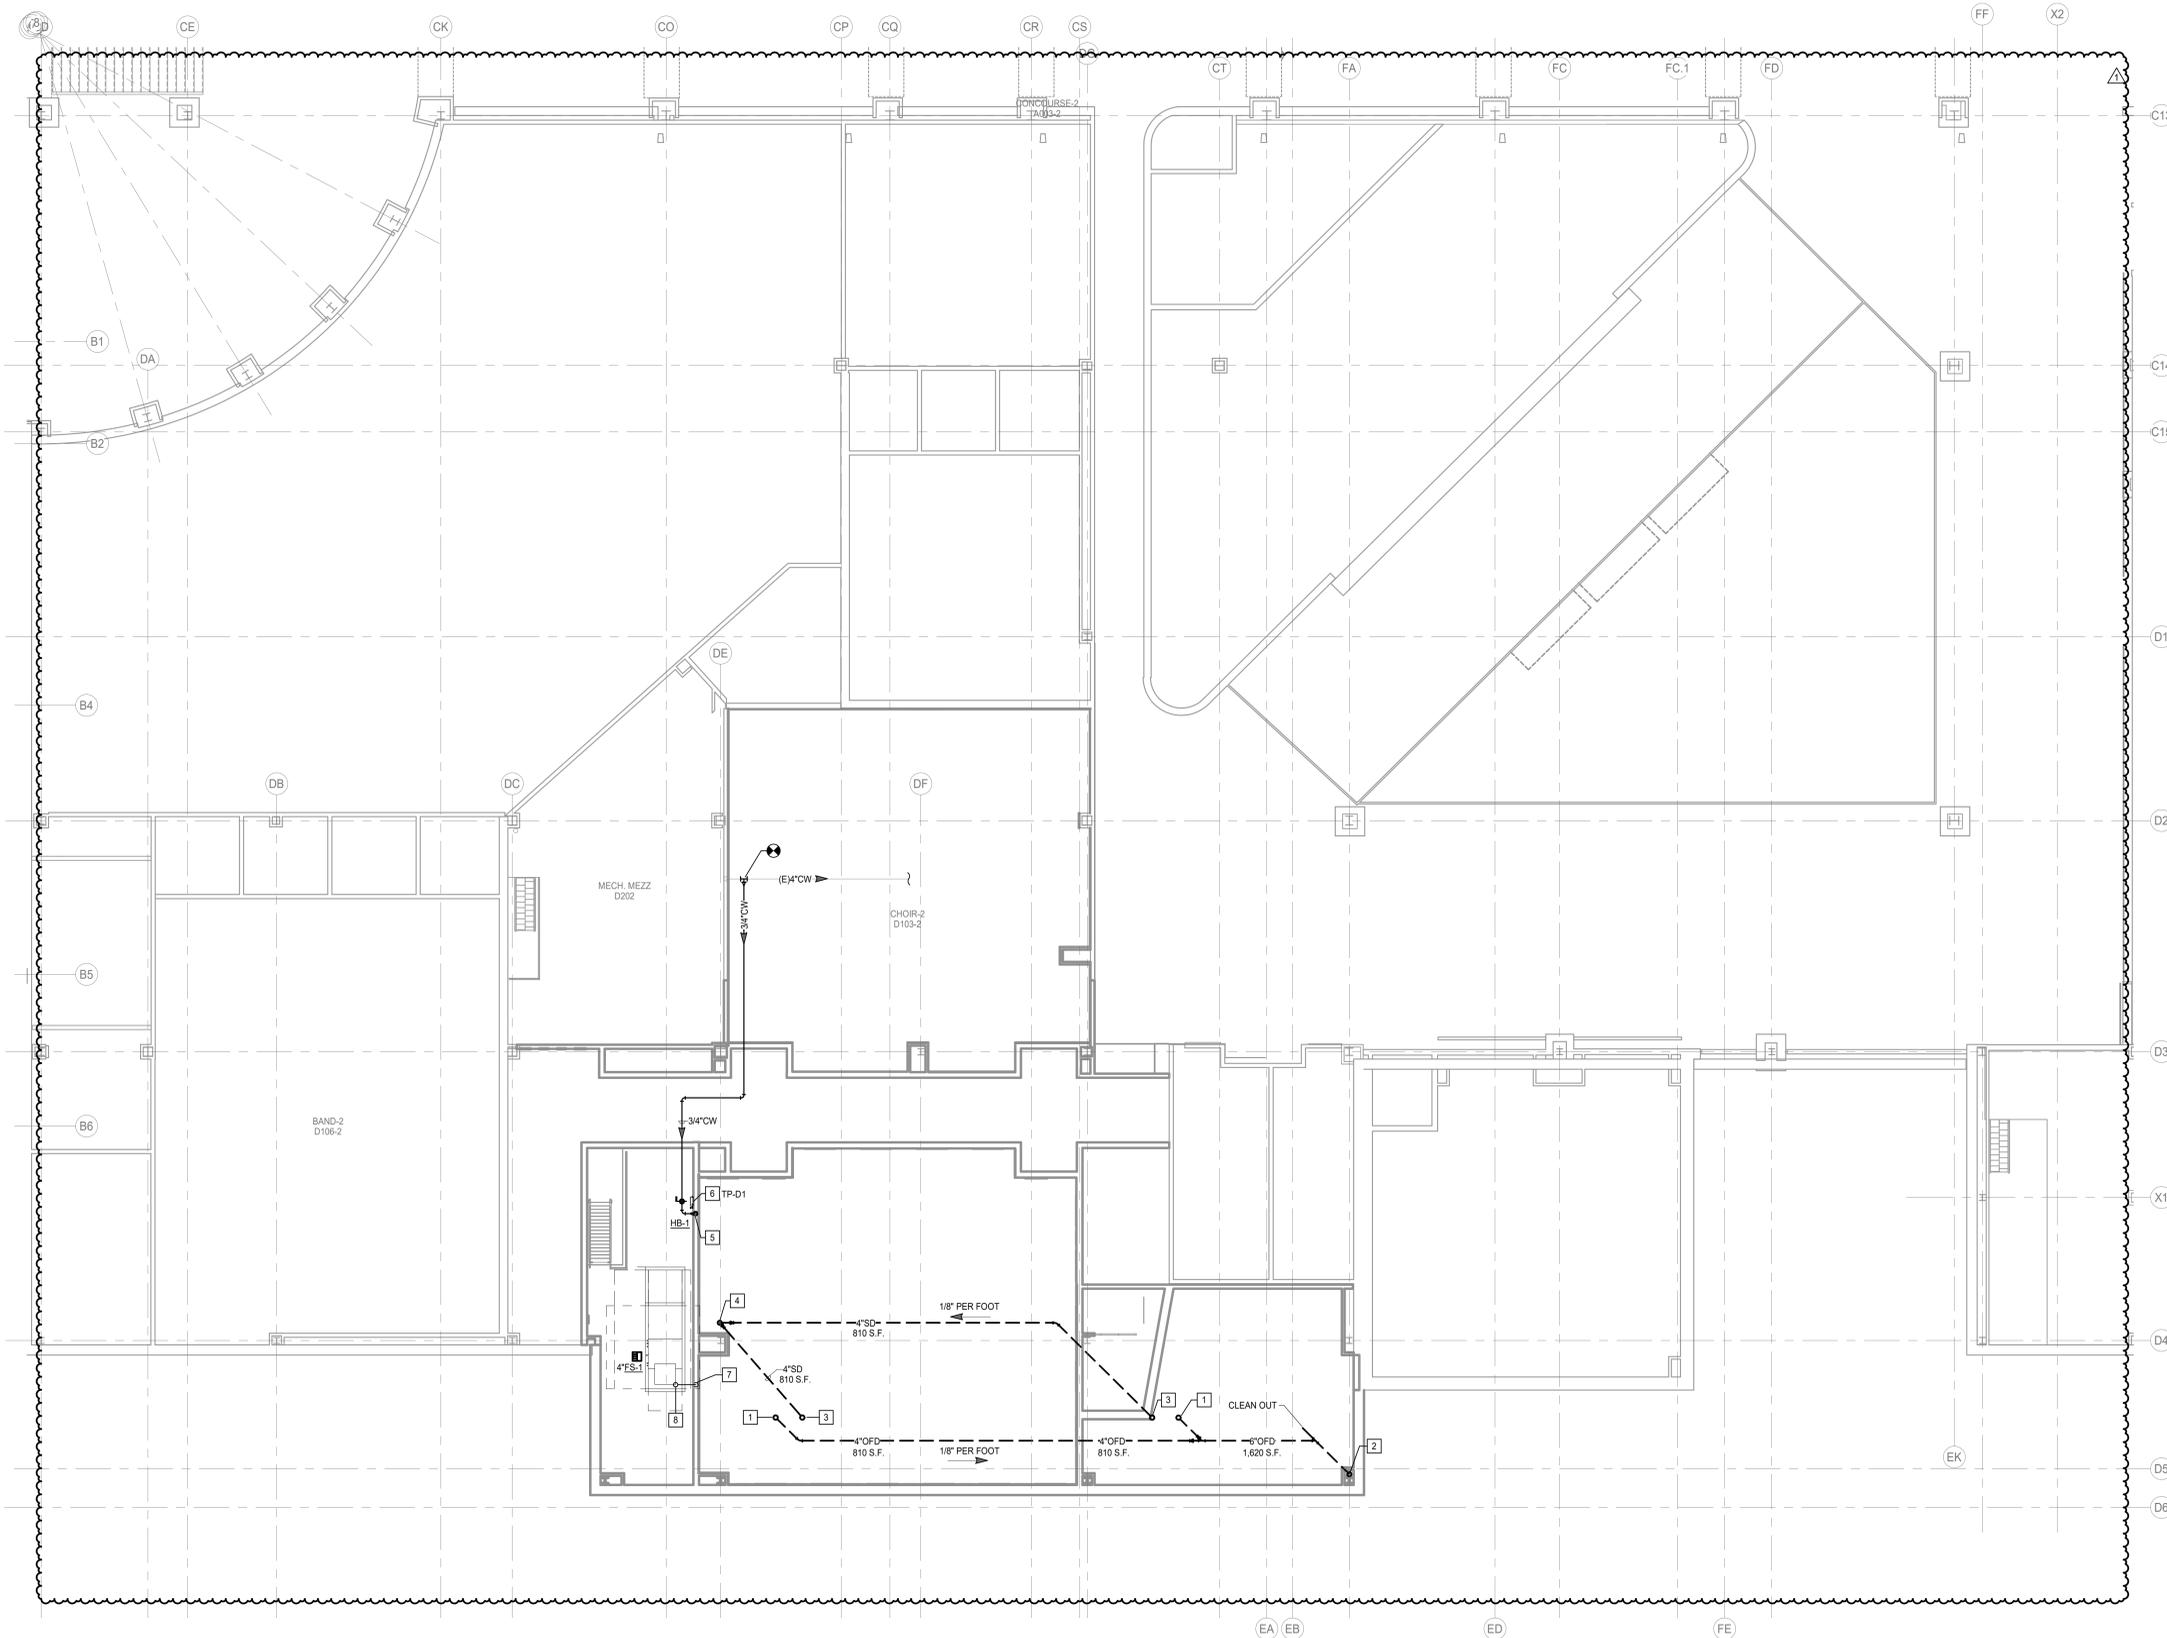 CE
CK
CO
CP
CQ
CR
CS
FF
X2
CT
FA
FC
FC.1
FD
1
CONCOURSE-2
A003-2
B1
DA
B2
C14
C15
D1
DE
B4
DB
DC
DF
D2
(E)4"CW
MECH. MEZZ
D202
3/4"CW
CHOIR-2
D103-2
B5
D3
BAND-2
D106-2
B6
3/4"CW
6
TP-D1
X1
HB-1
5
4
1/8" PER FOOT
4"SD
810 S.F.
D4
4"FS-1
4"SD
810 S.F.
7
8
1
3
3
1
CLEAN OUT
4"OFD
810 S.F.
1/8" PER FOOT
4"OFD
810 S.F.
6"OFD
1,620 S.F.
2
EK
D5
D6
EA
EB
ED
FE